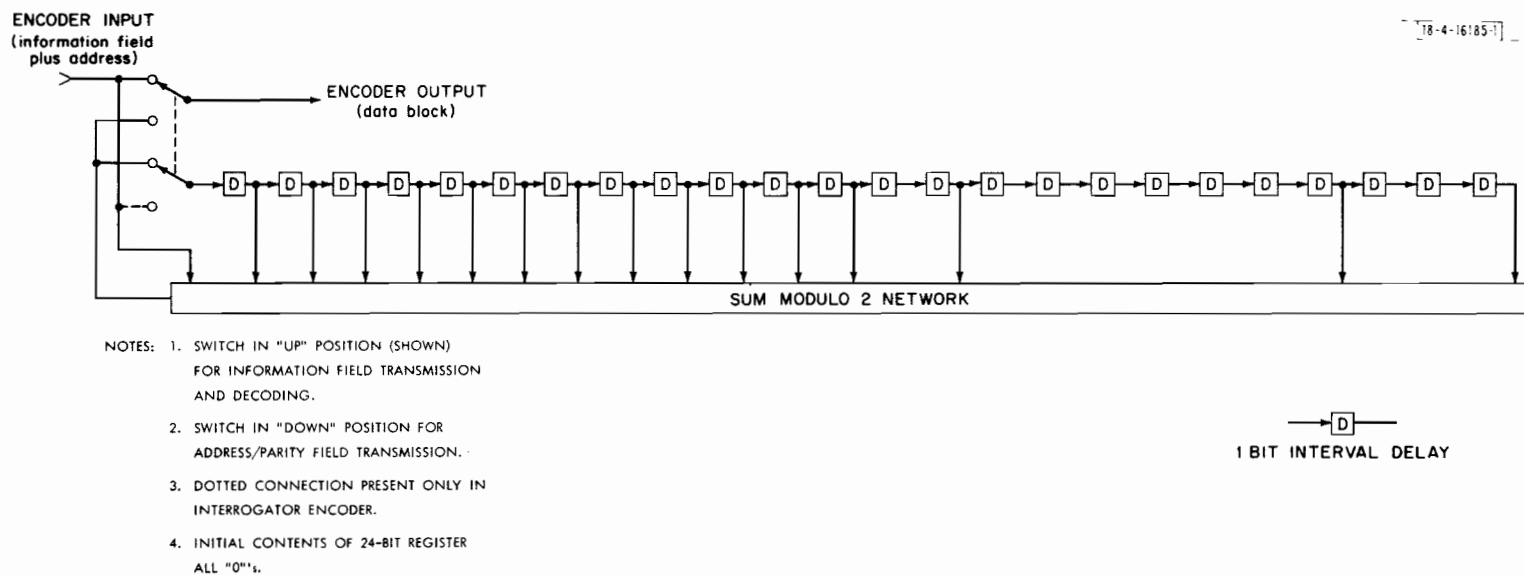 ENCODER INPUT
(information field
plus address)
18-4-16185-1
ENCODER OUTPUT
(data block)
D D D D D D D D D D D D D D D D D D D D D D D D
SUM MODULO 2 NETWORK
NOTES: 1. SWITCH IN "UP" POSITION (SHOWN)
FOR INFORMATION FIELD TRANSMISSION
AND DECODING.
2. SWITCH IN "DOWN" POSITION FOR
ADDRESS/PARITY FIELD TRANSMISSION.
3. DOTTED CONNECTION PRESENT ONLY IN
INTERROGATOR ENCODER.
4. INITIAL CONTENTS OF 24-BIT REGISTER
ALL "0"'s.
D
1 BIT INTERVAL DELAY